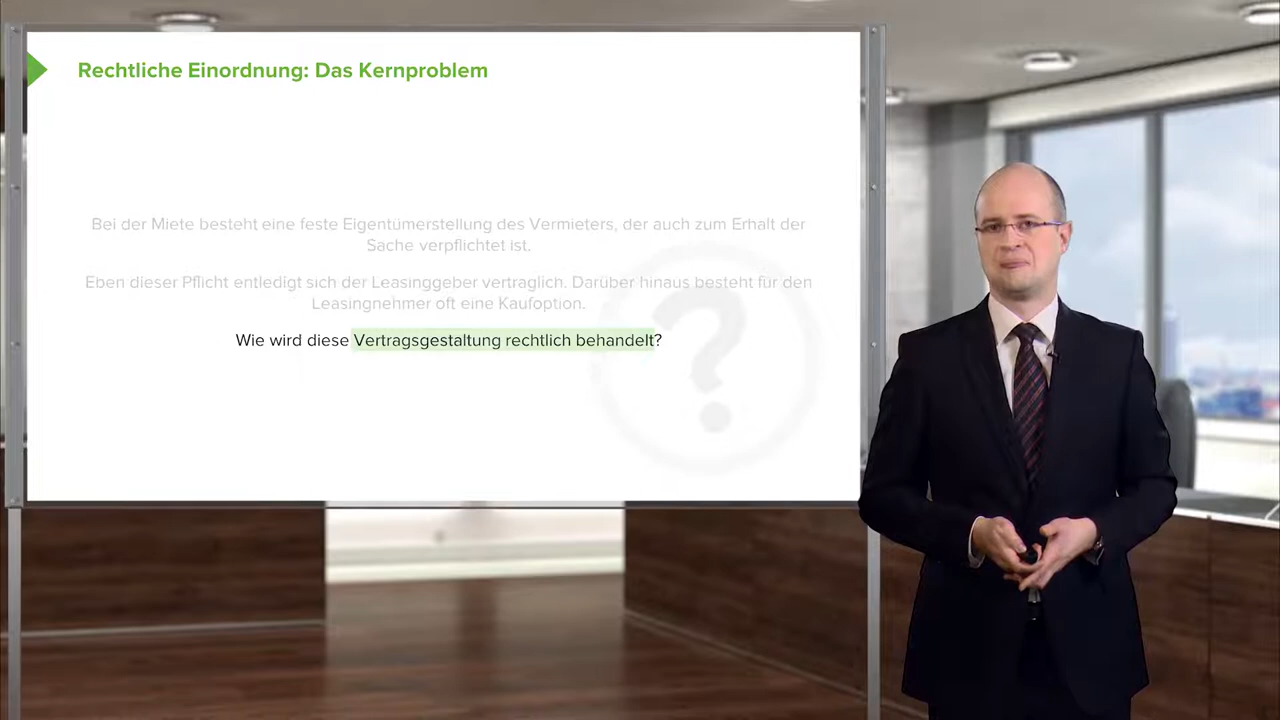 Rechtliche Einordnung: Das Kernproblem
Bei der Miete besteht eine feste Eigentümerstellung des Vermieters, der auch zum Erhalt der
Sache verpflichtet ist.
Eben dieser Pflicht entledigt sich der Leasinggeber vertraglich. Darüber hinaus besteht für den
Leasingnehmer oft eine Kaufoption.
Wie wird diese Vertragsgestaltung rechtlich behandelt?
?